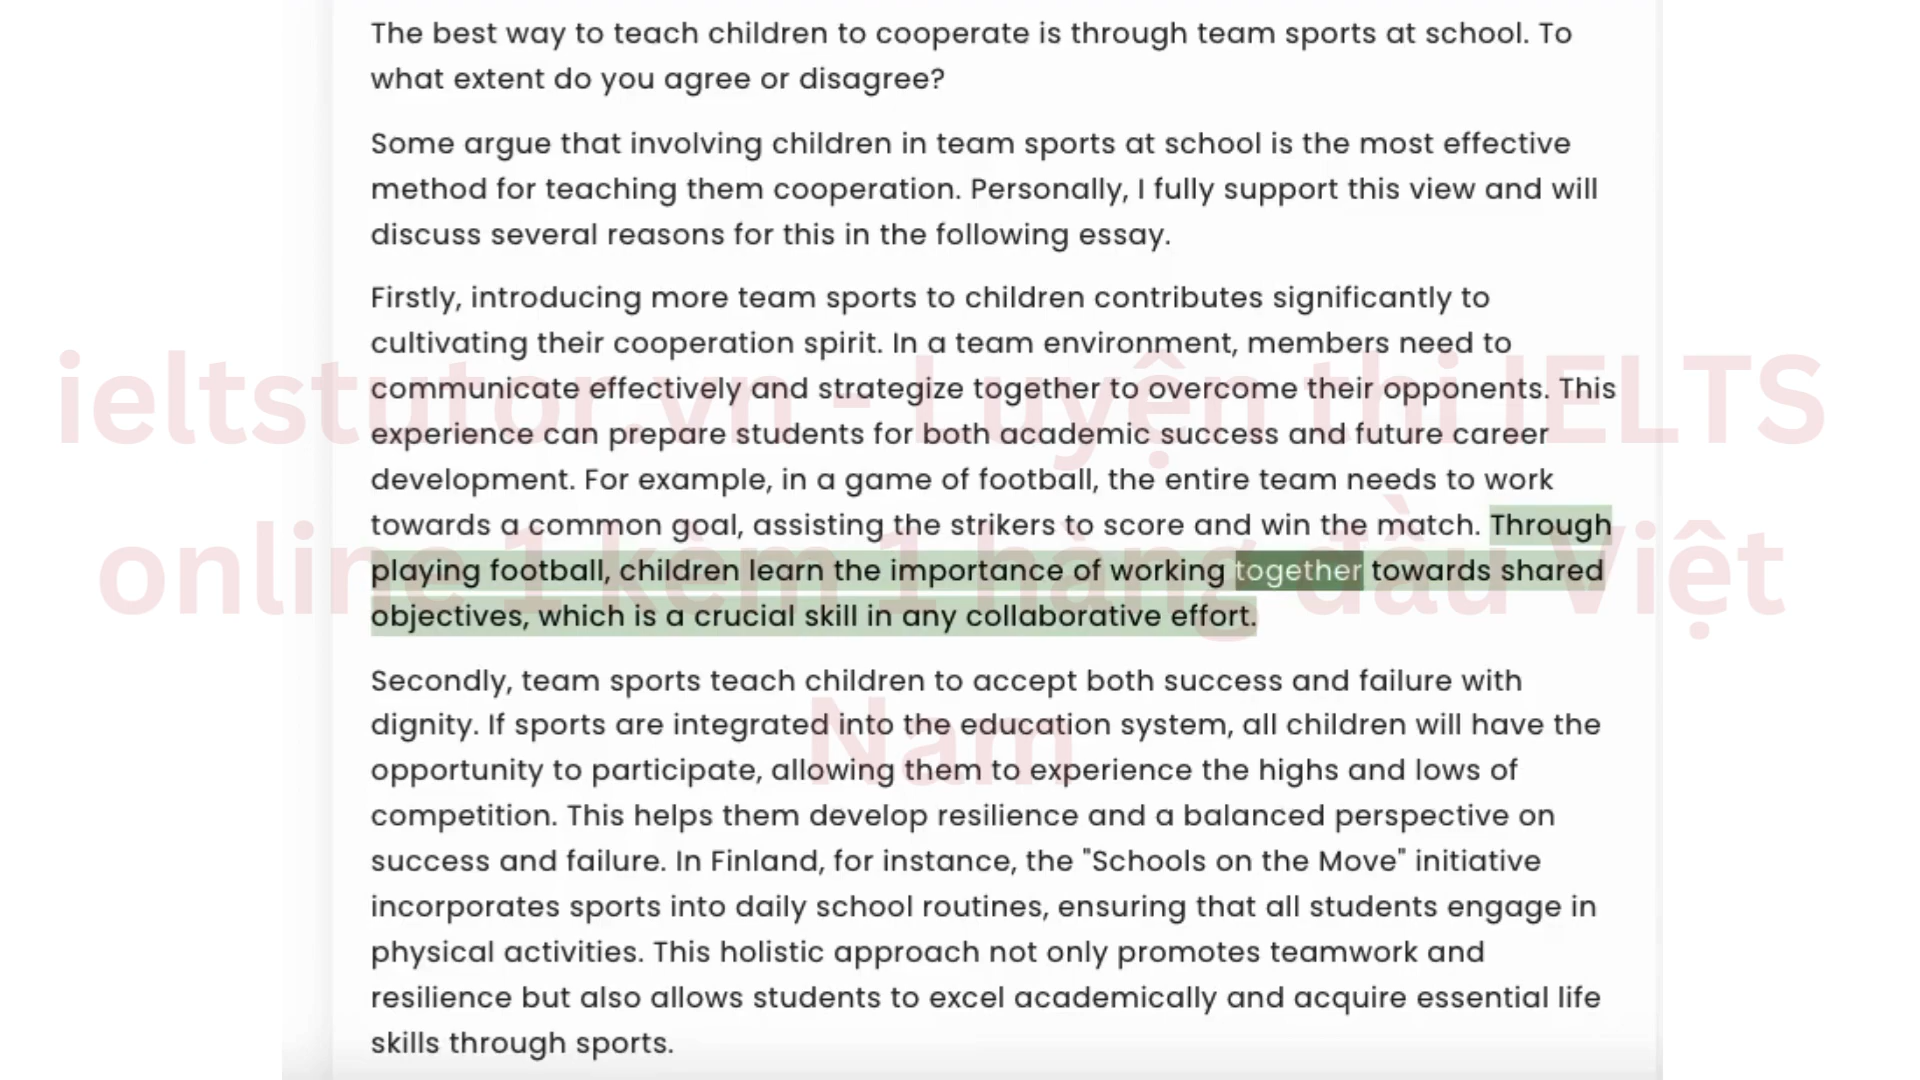 The best way to teach children to cooperate is through team sports at school. To
what extent do you agree or disagree?
Some argue that involving children in team sports at school is the most effective
method for teaching them cooperation. Personally, I fully support this view and will
discuss several reasons for this in the following essay.
Firstly, introducing more team sports to children contributes significantly to
cultivating their cooperation spirit. In a team environment, members need to
communicate effectively and strategize together to overcome their opponents. This
experience can prepare students for both academic success and future career
development. For example, in a game of football, the entire team needs to work
towards a common goal, assisting the strikers to score and win the match. Through
playing football, children learn the importance of working together towards shared
objectives, which is a crucial skill in any collaborative effort.
Secondly, team sports teach children to accept both success and failure with
dignity. If sports are integrated into the education system, all children will have the
opportunity to participate, allowing them to experience the highs and lows of
competition. This helps them develop resilience and a balanced perspective on
success and failure. In Finland, for instance, the "Schools on the Move" initiative
incorporates sports into daily school routines, ensuring that all students engage in
physical activities. This holistic approach not only promotes teamwork and
resilience but also allows students to excel academically and acquire essential life
skills through sports.
ieltstutor.vn - Luyện thi IELTS
online 1 kèm 1 hàng đầu Việt
Nam